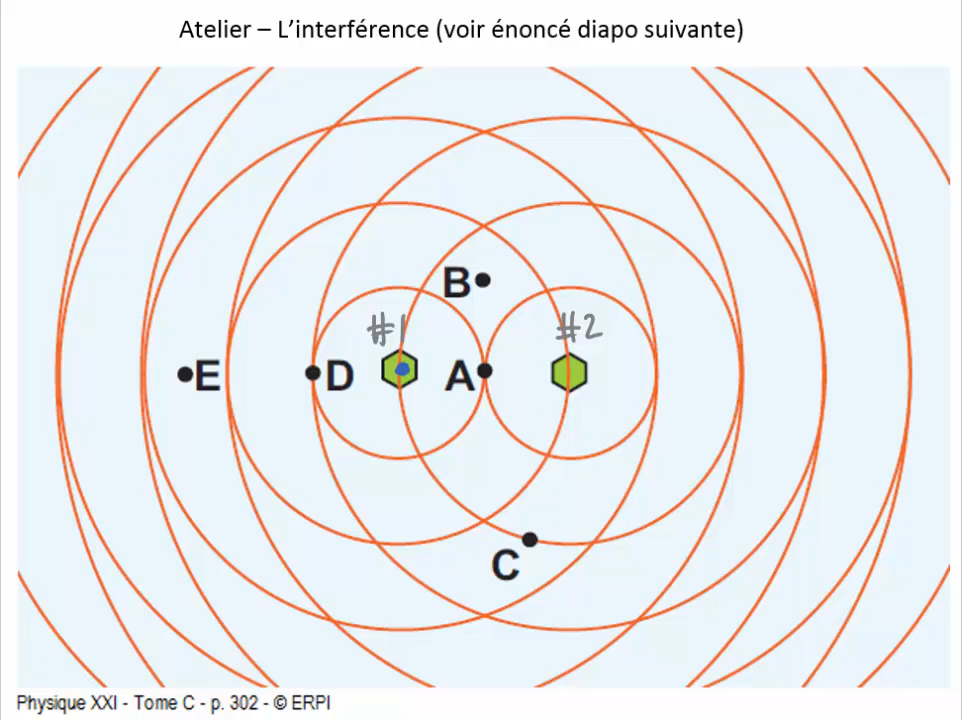 Atelier – L’interférence (voir énoncé diapo suivante)
B
#1
#2
E
D
A
C
Physique XXI - Tome C - p. 302 - © ERPI